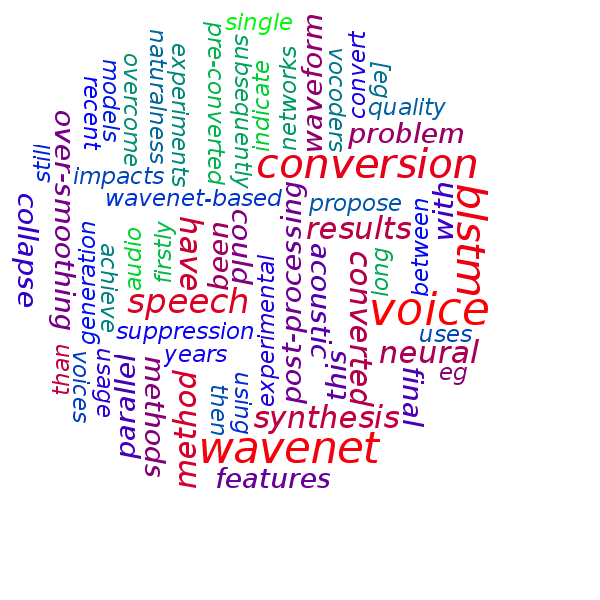 single
pre-converted
subsequently
indicate
networks
waveform
vocoders
convert
[eg
quality
problem
naturalness
experiments
overcome
models
recent
conversion
still
impacts
over-smoothing
wavenet-based
propose
with
blstm
collapse
post-processing
results
between
generation
achieve
audio
firstly
have
been
could
acoustic
converted
long
voice
speech
experimental
suppression
uses
years
neural
than
voices
usage
parallel
methods
method
then
using
this
final
eg
synthesis
wavenet
features